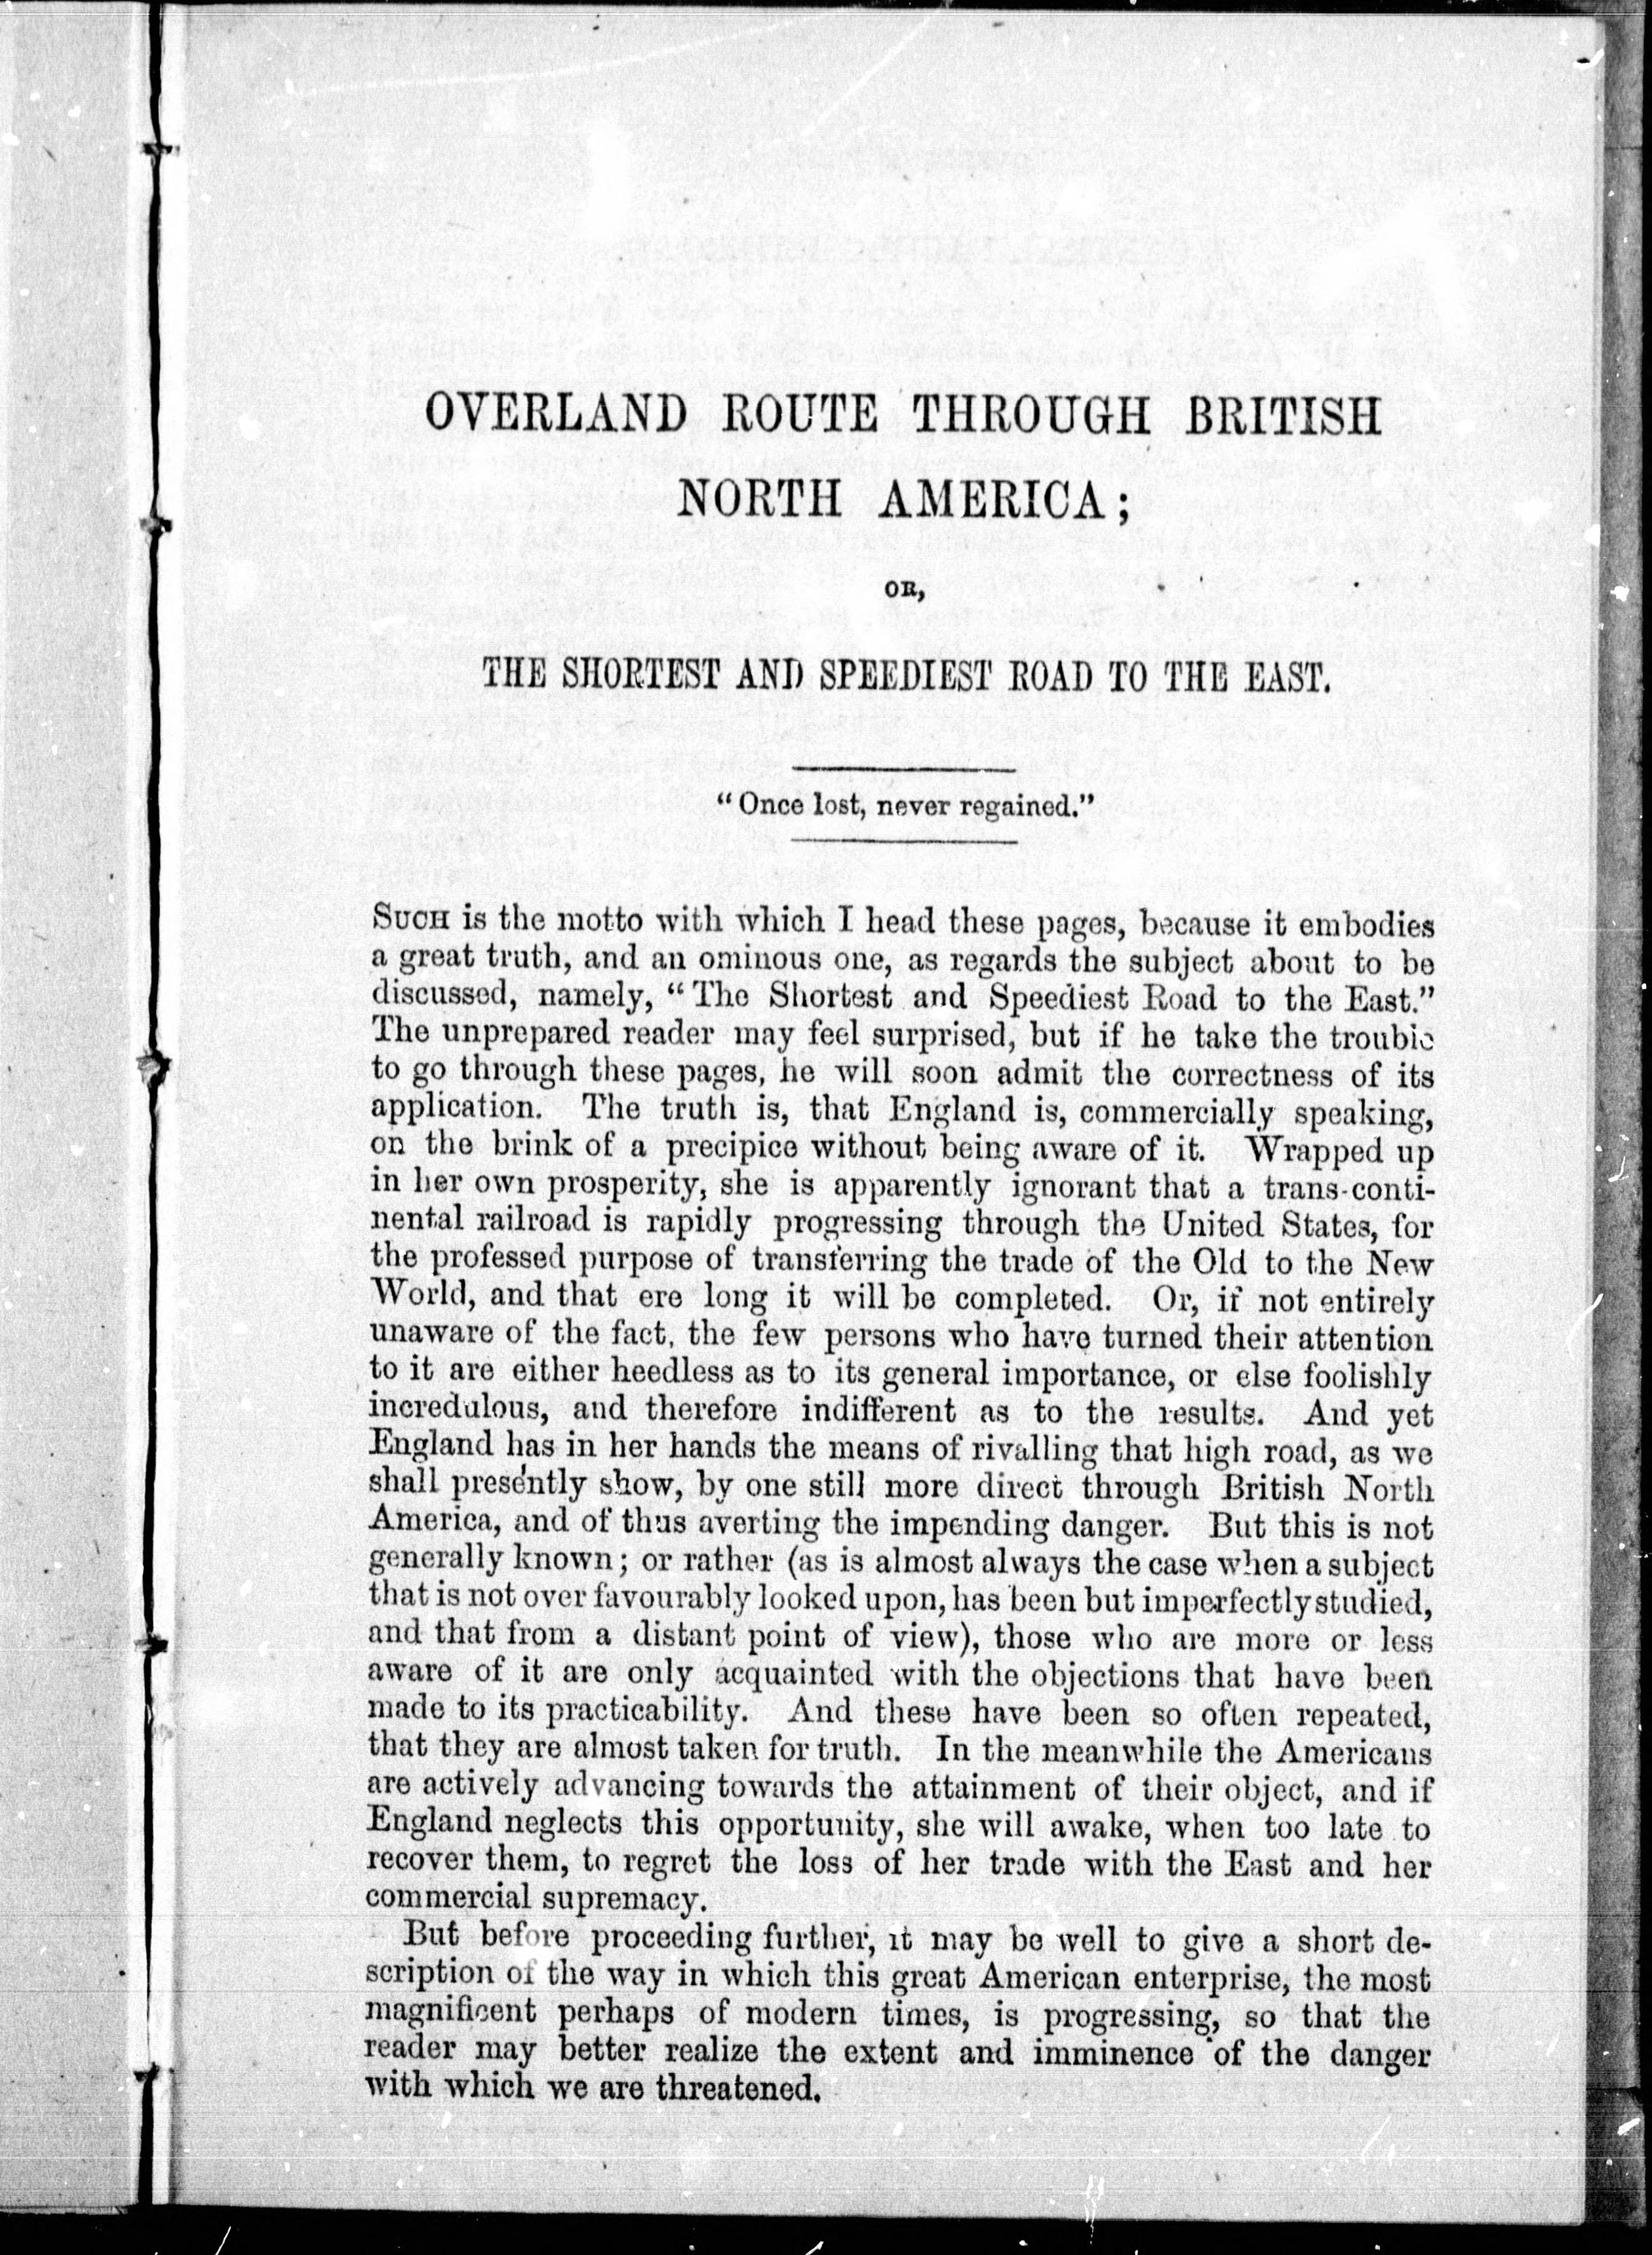 OVERLAND ROUTE THROUGH BRITISH
NORTH AMERICA;
OR,
THE SHORTEST AND SPEEDIEST ROAD TO THE EAST.
"Once lost, never regained."
SUCH is the motto with which I head these pages, because it embodies
a great truth, and an ominous one, as regards the subject about to be
discussed, namely, "The Shortest and Speediest Road to the East."
The unprepared reader may feel surprised, but if he take the trouble
to go through these pages, he will soon admit the correctness of its
application. The truth is, that England is, commercially speaking,
on the brink of a precipice without being aware of it. Wrapped up
in her own prosperity, she is apparently ignorant that a trans-conti-
nental railroad is rapidly progressing through the United States, for
the professed purpose of transferring the trade of the Old to the New
World, and that ere long it will be completed. Or, if not entirely
unaware of the fact, the few persons who have turned their attention
to it are either heedless as to its general importance, or else foolishly
incredulous, and therefore indifferent as to the results. And yet
England has in her hands the means of rivalling that high road, as we
shall presently show, by one still more direct through British North
America, and of thus averting the impending danger. But this is not
generally known; or rather (as is almost always the case when a subject
that is not over favourably looked upon, has been but imperfectly studied,
and that from a distant point of view), those who are more or less
aware of it are only acquainted with the objections that have been
made to its practicability. And these have been so often repeated,
that they are almost taken for truth. In the meanwhile the Americans
are actively advancing towards the attainment of their object, and if
England neglects this opportunity, she will awake, when too late to
recover them, to regret the loss of her trade with the East and her
commercial supremacy.
But before proceeding further, it may be well to give a short de-
scription of the way in which this great American enterprise, the most
magnificent perhaps of modern times, is progressing, so that the
reader may better realize the extent and imminence of the danger
with which we are threatened.